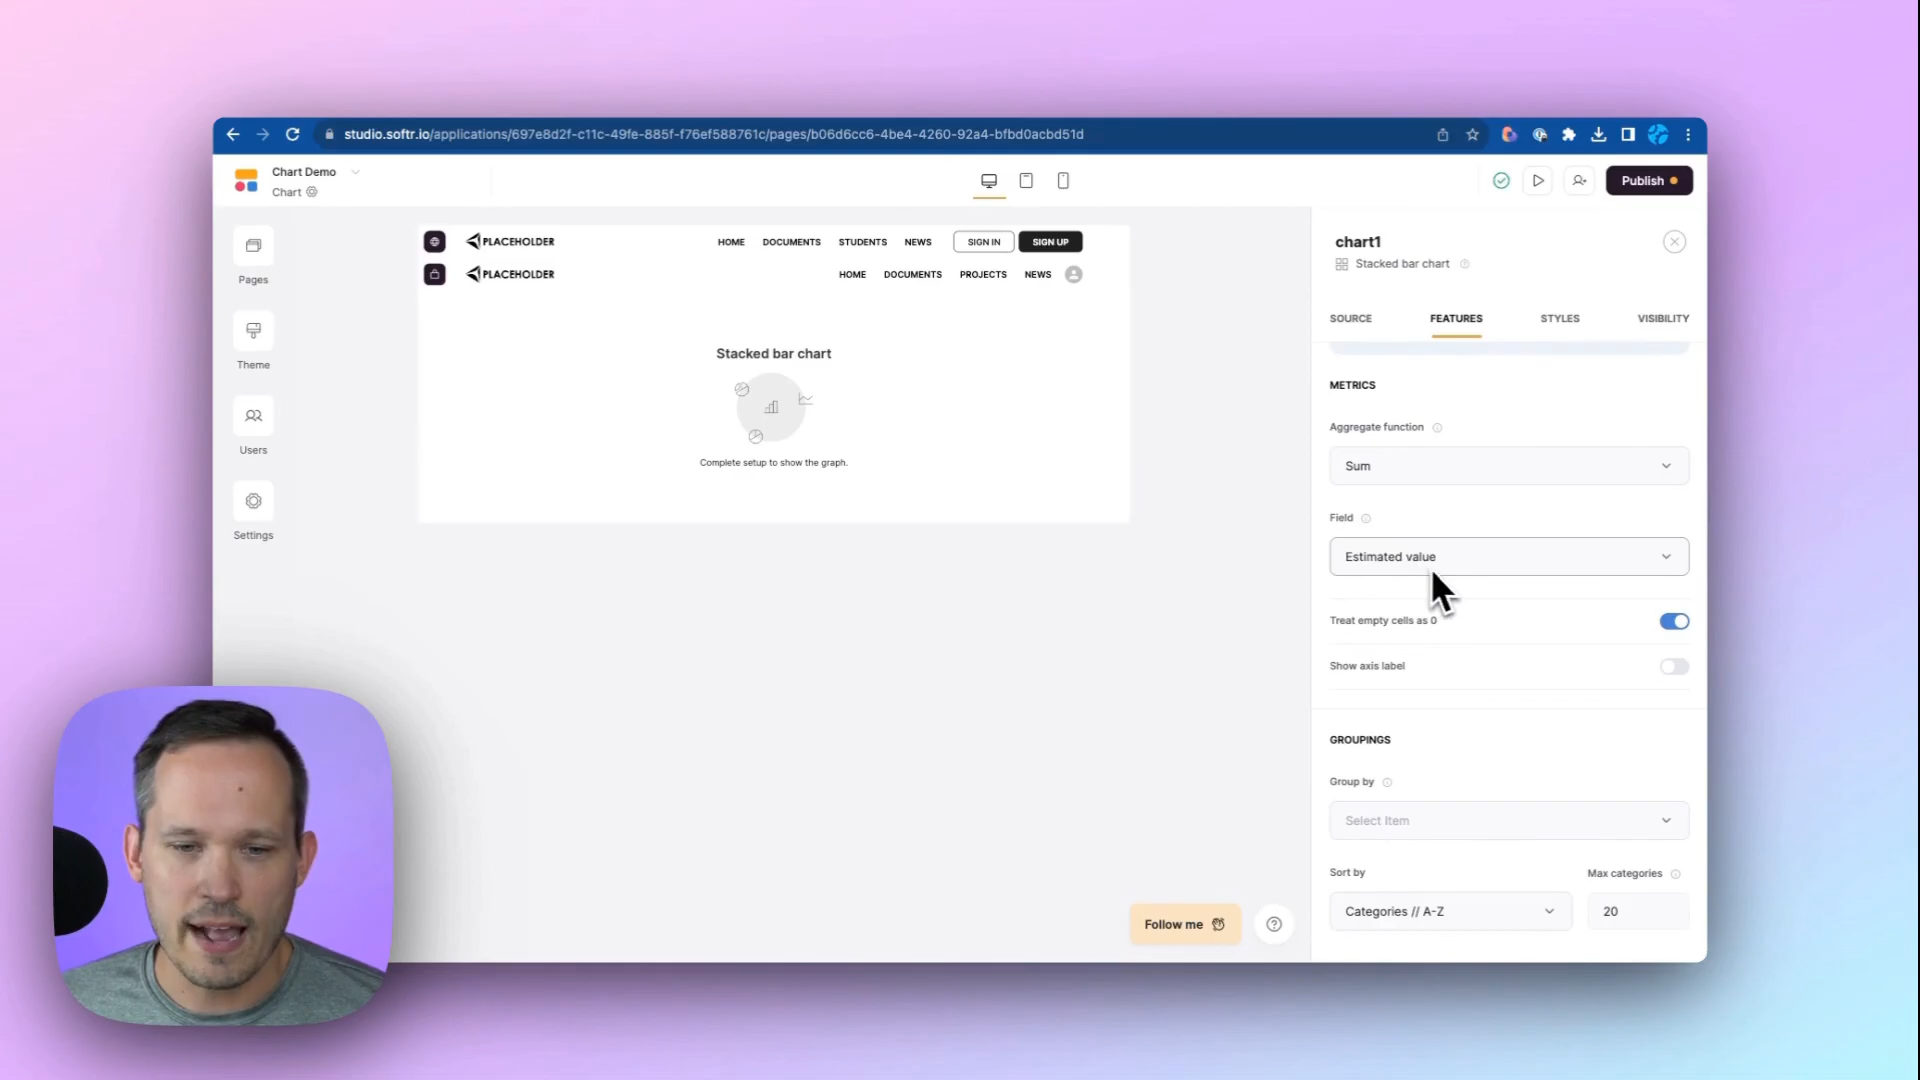 studio.softr.io/applications/697e8d2f-c11c-49fe-885f-f76ef588761c/pages/b06d6cc6-4be4-4260-92a4-bfbd0acbd51d
Chart Demo
Chart
Publish
Pages
Theme
Users
Settings
PLACEHOLDER HOME DOCUMENTS STUDENTS NEWS SIGN IN SIGN UP
PLACEHOLDER HOME DOCUMENTS PROJECTS NEWS
Stacked bar chart
Complete setup to show the graph.
Follow me
chart1
Stacked bar chart
SOURCE FEATURES STYLES VISIBILITY
METRICS
Aggregate function
Sum
Field
Estimated value
Treat empty cells as 0
Show axis label
GROUPINGS
Group by
Select Item
Sort by Max categories
Categories // A-Z 20